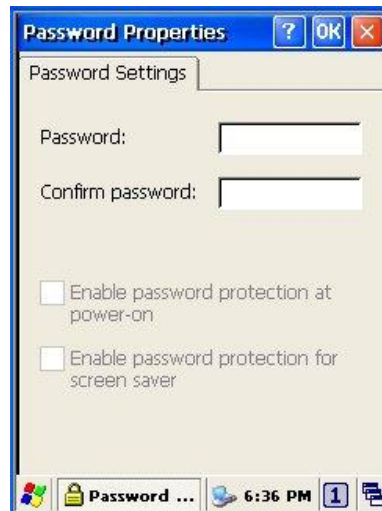 Password Properties ? OK ×
Password Settings
Password:
Confirm password:
Enable password protection at
power-on
Enable password protection for
screen saver
Password ... 6:36 PM 1